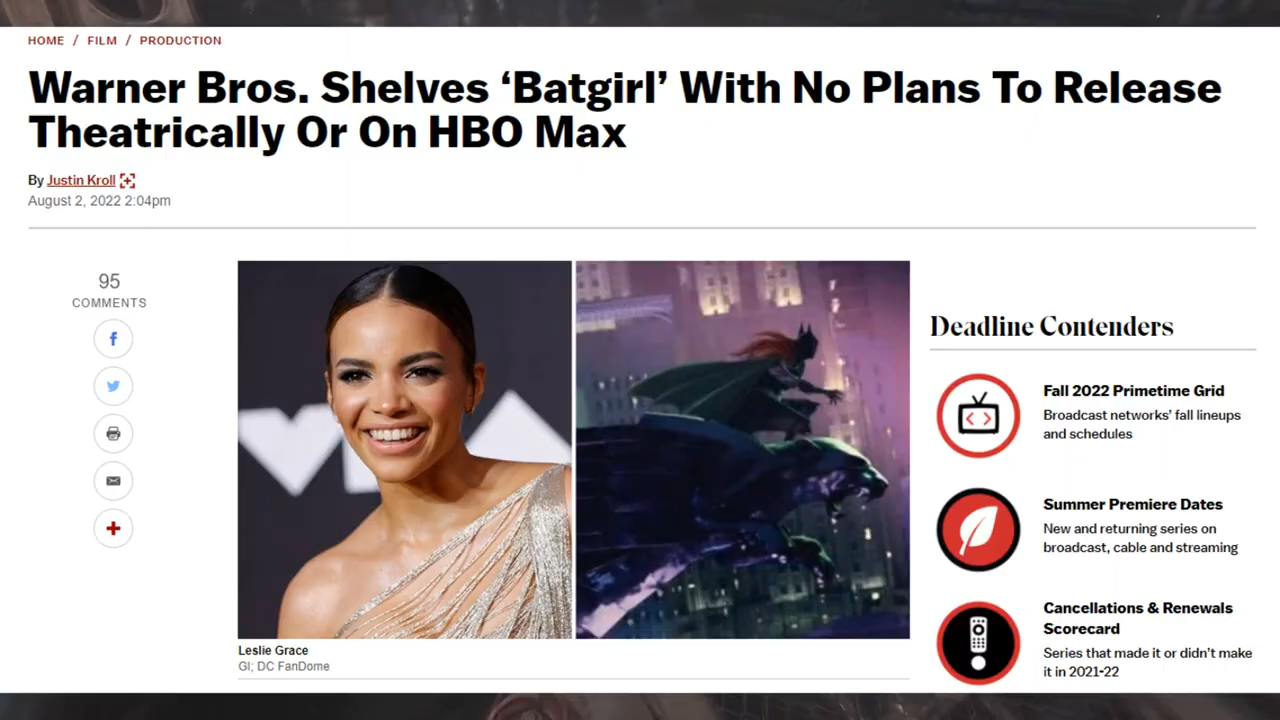 HOME / FILM / PRODUCTION
Warner Bros. Shelves ‘Batgirl’ With No Plans To Release
Theatrically Or On HBO Max
By Justin Kroll
August 2, 2022 2:04pm
95
COMMENTS
Leslie Grace
GI; DC FanDome
Deadline Contenders
Fall 2022 Primetime Grid
Broadcast networks’ fall lineups
and schedules
Summer Premiere Dates
New and returning series on
broadcast, cable and streaming
Cancellations & Renewals
Scorecard
Series that made it or didn’t make
it in 2021-22